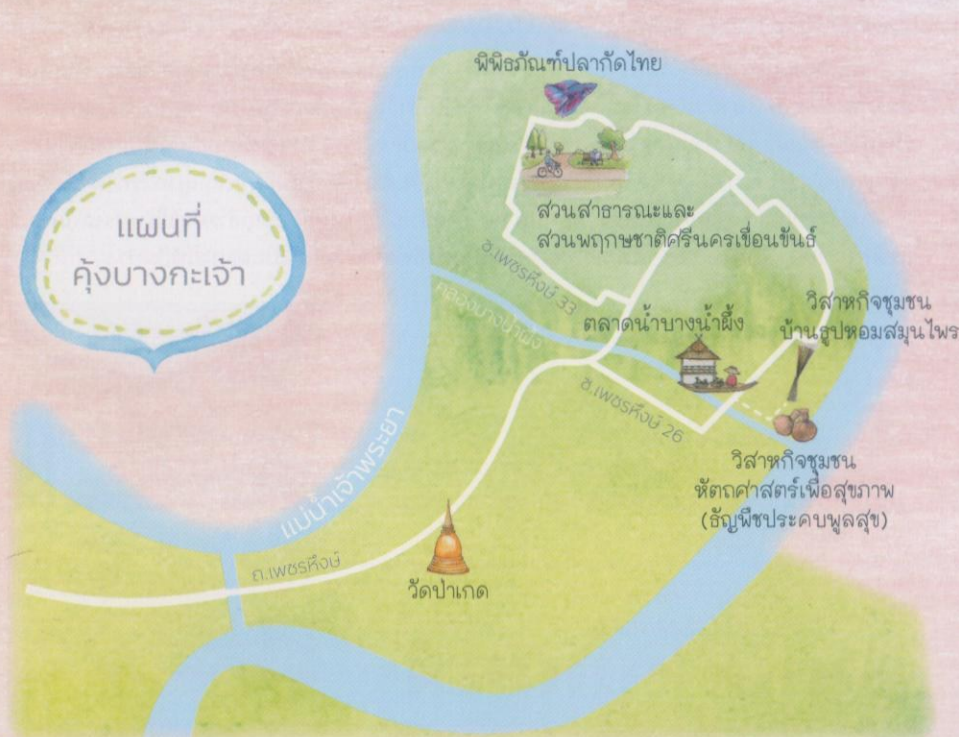 พิพิธภัณฑ์ปลากัดไทย
แผนที่
คุ้งบางกะเจ้า
สวนสาธารณะและ
สวนพฤกษชาติศรีนครเขื่อนขันธ์
ซ.เพชรหึงษ์ 33
คลองบางน้ำผึ้ง
ตลาดน้ำบางน้ำผึ้ง
วิสาหกิจชุมชน
บ้านธูปหอมสมุนไพร
ซ.เพชรหึงษ์ 26
แม่น้ำเจ้าพระยา
วิสาหกิจชุมชน
หัตถศาสตร์เพื่อสุขภาพ
(ธัญพืชประคบพูลสุข)
ถ.เพชรหึงษ์
วัดป่าเกด